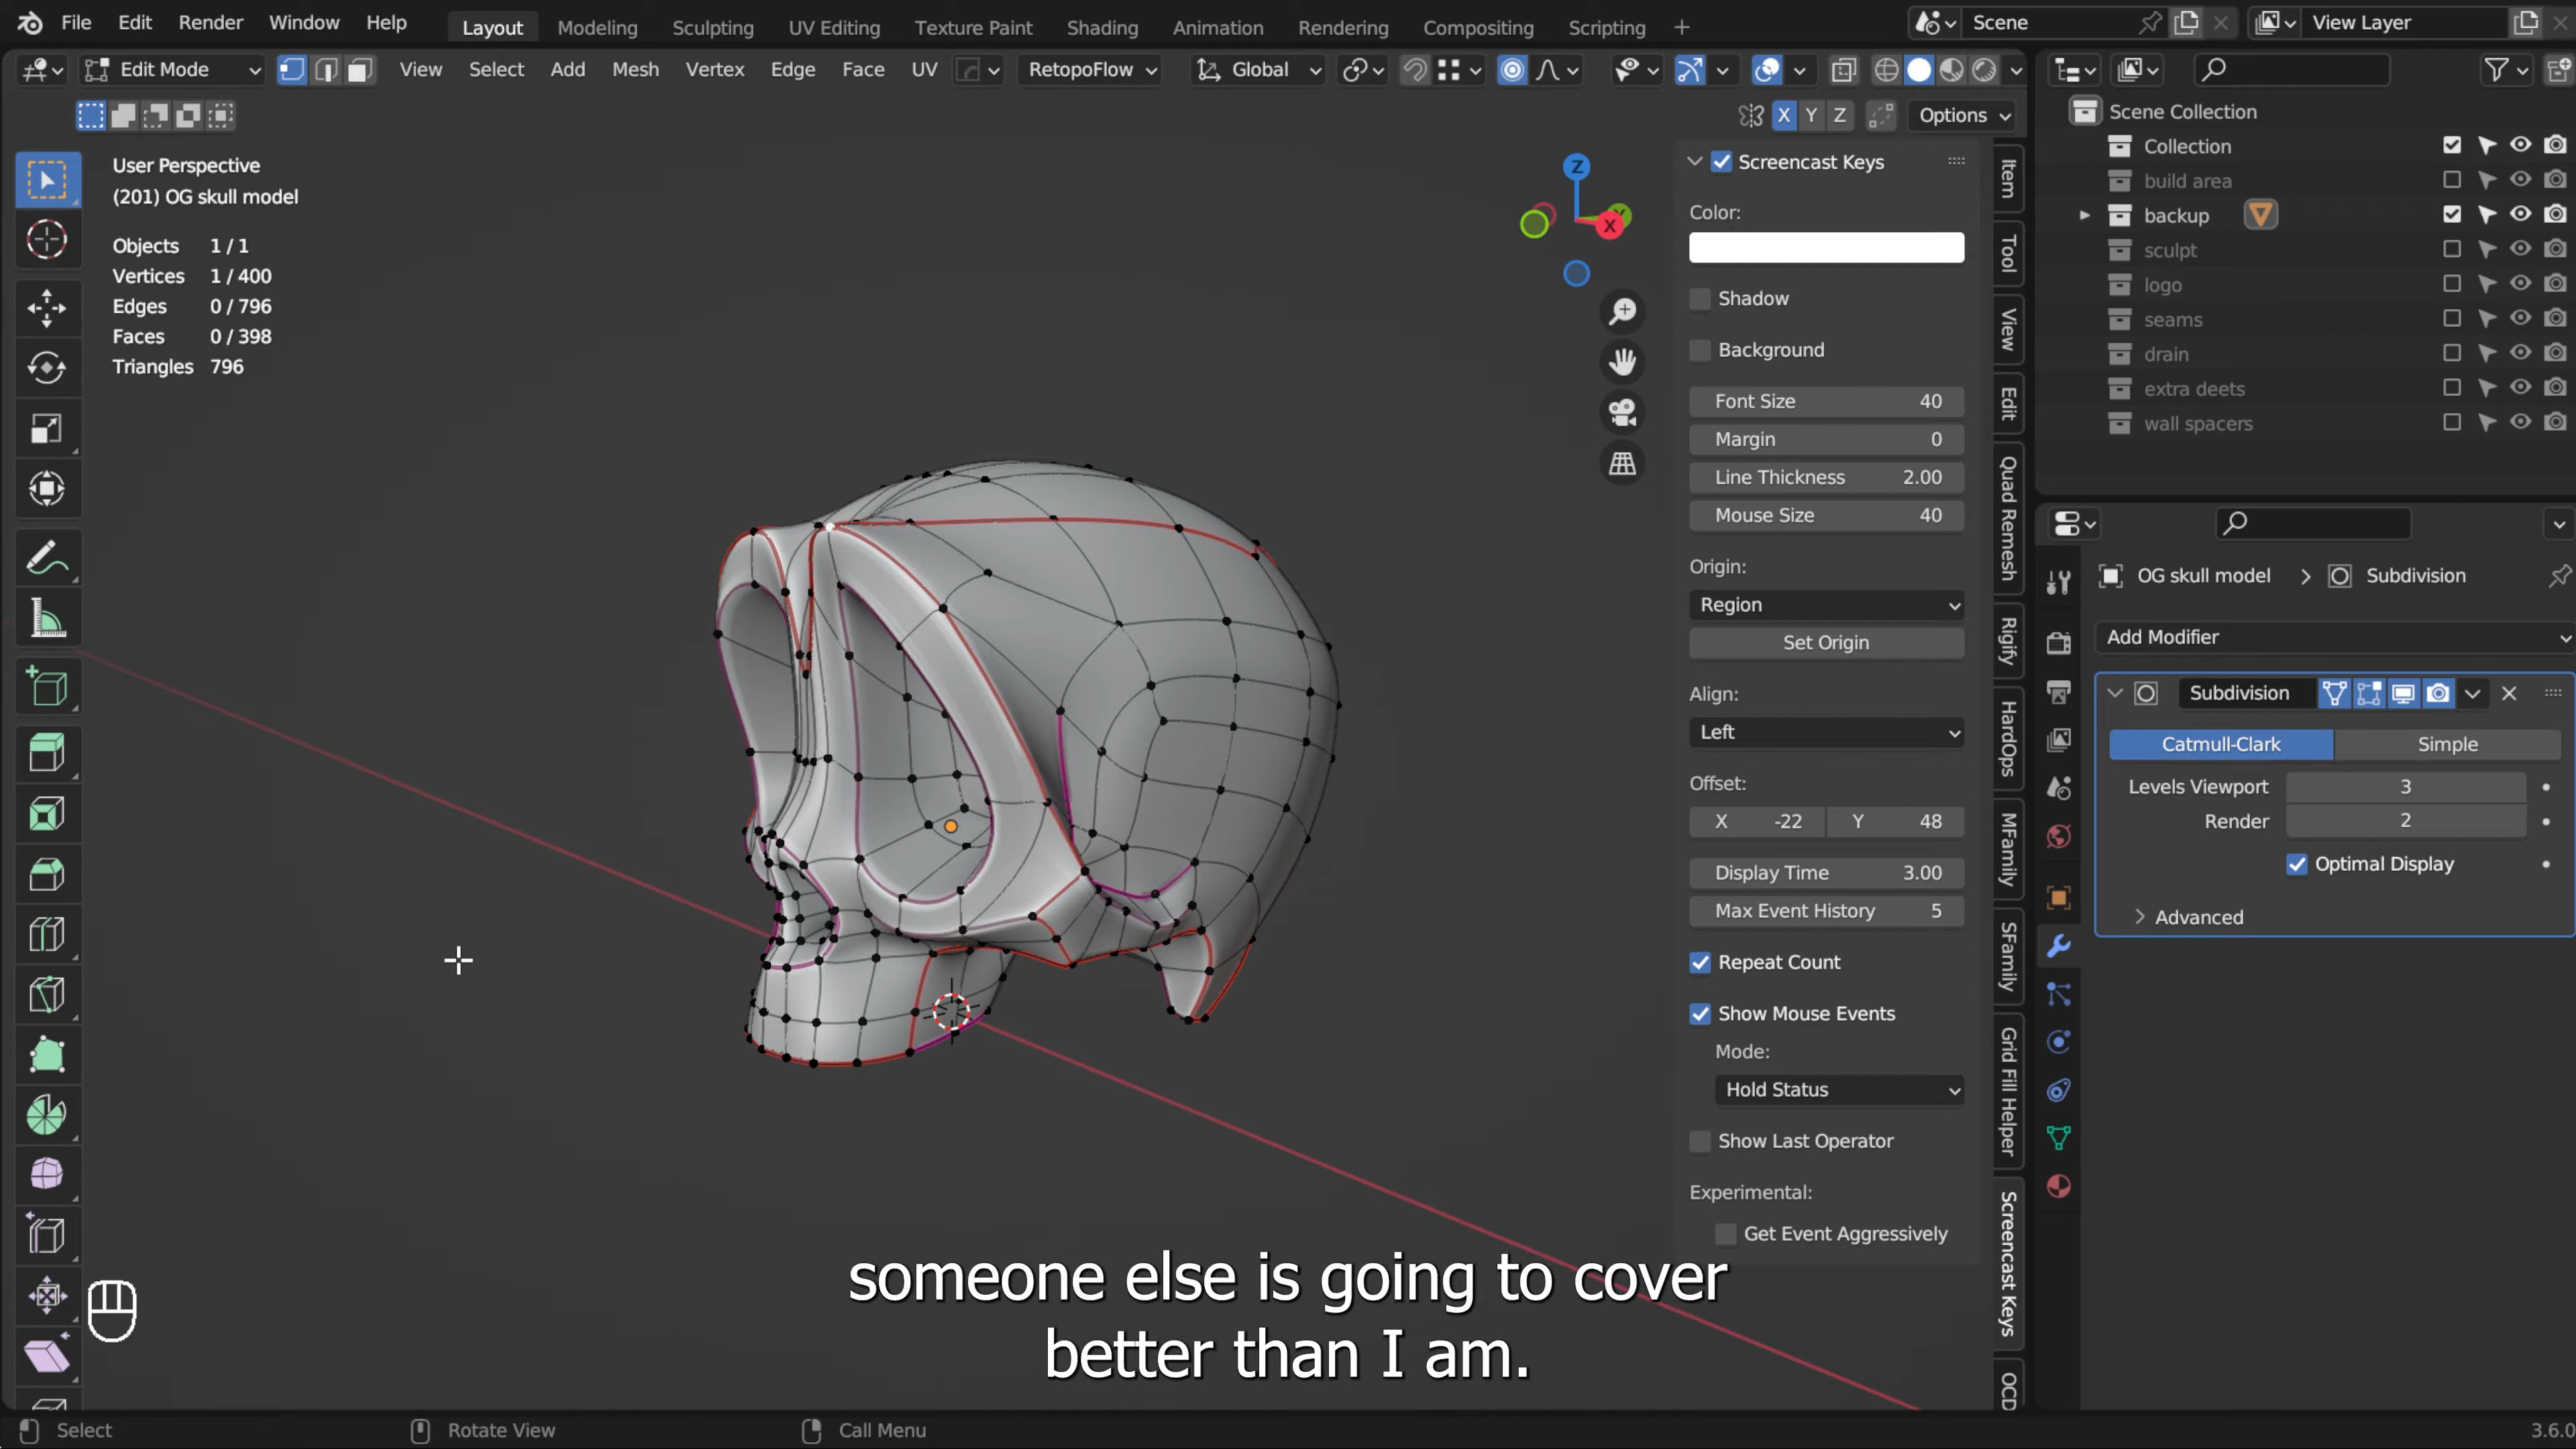 File Edit Render Window Help Layout Modeling Sculpting UV Editing Texture Paint Shading Animation Rendering Compositing Scripting + Scene View Layer
Edit Mode View Select Add Mesh Vertex Edge Face UV RetopoFlow Global
X Y Z Options
User Perspective
(201) OG skull model
Objects 1 / 1
Vertices 1 / 400
Edges 0 / 796
Faces 0 / 398
Triangles 796
Z
Y
X
Screencast Keys
Color:
Shadow
Background
Font Size 40
Margin 0
Line Thickness 2.00
Mouse Size 40
Origin:
Region
Set Origin
Align:
Left
Offset:
X -22 Y 48
Display Time 3.00
Max Event History 5
Repeat Count
Show Mouse Events
Mode:
Hold Status
Show Last Operator
Experimental:
Get Event Aggressively
Item
Tool
View
Edit
Quad Remesh
Rigify
HardOps
MFamily
SFamily
Grid Fill Helper
Screencast Keys
OCD
Scene Collection
Collection
build area
backup
sculpt
logo
seams
drain
extra deets
wall spacers
OG skull model > Subdivision
Add Modifier
Subdivision
Catmull-Clark Simple
Levels Viewport 3
Render 2
Optimal Display
Advanced
someone else is going to cover
better than I am.
Select Rotate View Call Menu 3.6.0